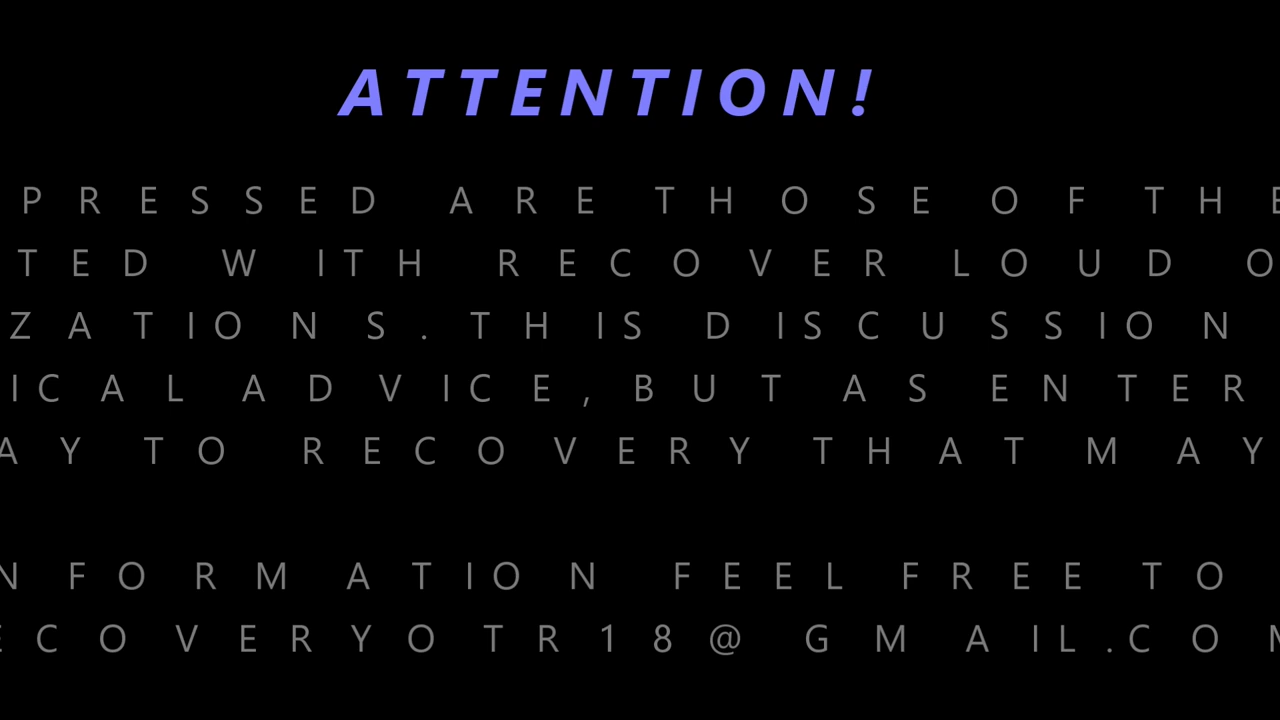 ATTENTION!
PRESSED ARE THOSE OF THE
TED WITH RECOVER LOUD O
ZATIONS. THIS DISCUSSION
ICAL ADVICE, BUT AS ENTER
AY TO RECOVERY THAT MAY
NFORMATION FEEL FREE TO
ECOVERYOTR18@GMAIL.COM